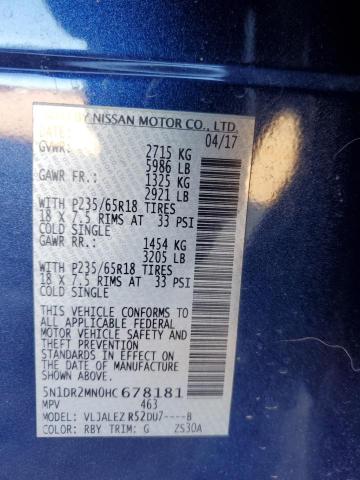 BY NISSAN MOTOR CO., LTD.
DATE: 04/17
GVWR: 2715 KG
5986 LB
GAWR FR.: 1325 KG
2921 LB
WITH P235/65R18 TIRES
18 X 7.5 RIMS AT 33 PSI
COLD SINGLE
GAWR RR.: 1454 KG
3205 LB
WITH P235/65R18 TIRES
18 X 7.5 RIMS AT 33 PSI
COLD SINGLE
THIS VEHICLE CONFORMS TO
ALL APPLICABLE FEDERAL
MOTOR VEHICLE SAFETY AND
THEFT PREVENTION
STANDARDS IN EFFECT ON
THE DATE OF MANUFACTURE
SHOWN ABOVE.
5N1DR2MN0HC678181
MPV 463
VLJALEZ R52DU7----B
COLOR: RBY TRIM: G ZS30A